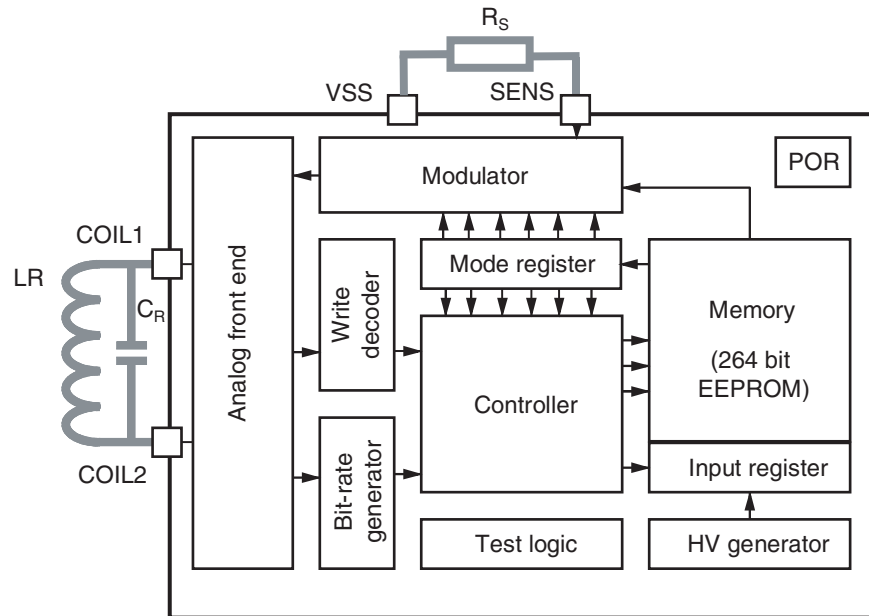 R_S
VSS
SENS
Modulator
POR
COIL1
LR
C_R
Analog front end
Write
decoder
Mode register
Memory
(264 bit
EEPROM)
Controller
COIL2
Bit-rate
generator
Input register
Test logic
HV generator